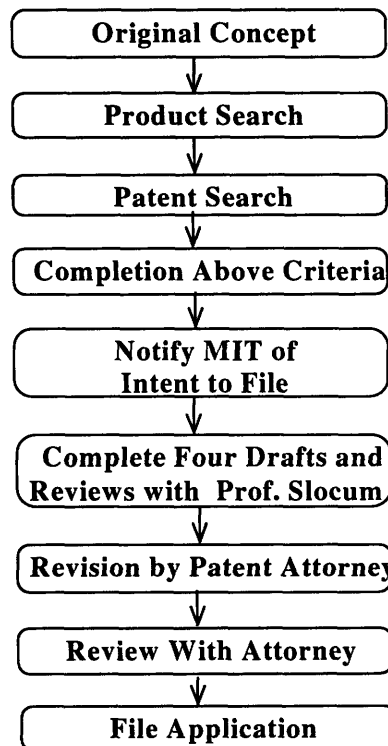 Original Concept
Product Search
Patent Search
Completion Above Criteria
Notify MIT of
Intent to File
Complete Four Drafts and
Reviews with Prof. Slocum
Revision by Patent Attorney
Review With Attorney
File Application